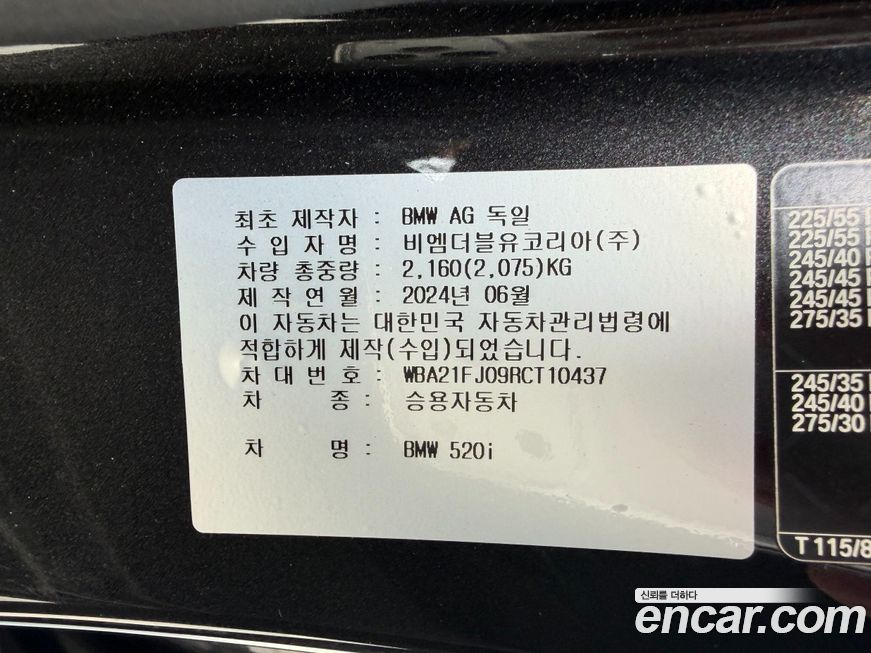 최초 제작자 : BMW AG 독일
수 입 자 명 : 비엠더블유코리아(주)
차량 총중량 : 2,160(2,075)KG
제 작 연 월 : 2024년 06월
이 자동차는 대한민국 자동차관리법령에
적합하게 제작(수입)되었습니다.
차 대 번 호 : WBA21FJ09RCT10437
차 종 : 승용자동차
차 명 : BMW 520i
225/55
225/55
245/40
245/45
245/45
275/35
245/35
245/40
275/30
T 115/8
신뢰를 더하다
encar.com